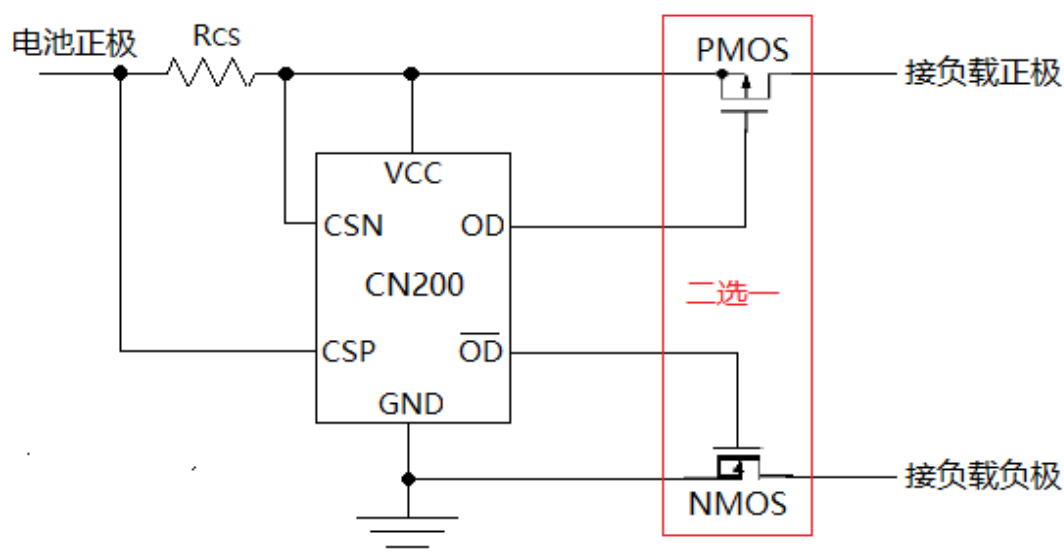 电池正极
Rcs
PMOS
接负载正极
VCC
CSN
OD
CN200
二选一
CSP
O̅D̅
GND
接负载负极
NMOS